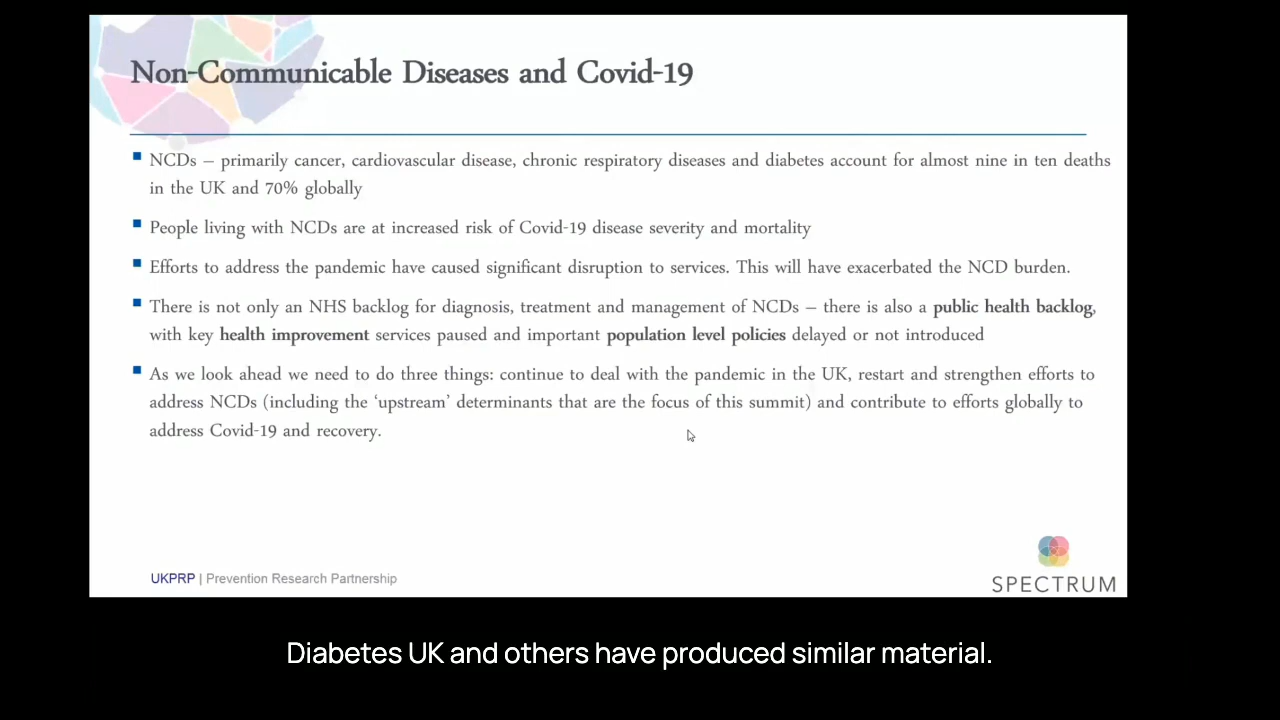 Non-Communicable Diseases and Covid-19
NCDs – primarily cancer, cardiovascular disease, chronic respiratory diseases and diabetes account for almost nine in ten deaths
in the UK and 70% globally
People living with NCDs are at increased risk of Covid-19 disease severity and mortality
Efforts to address the pandemic have caused significant disruption to services. This will have exacerbated the NCD burden.
There is not only an NHS backlog for diagnosis, treatment and management of NCDs – there is also a public health backlog,
with key health improvement services paused and important population level policies delayed or not introduced
As we look ahead we need to do three things: continue to deal with the pandemic in the UK, restart and strengthen efforts to
address NCDs (including the ‘upstream’ determinants that are the focus of this summit) and contribute to efforts globally to
address Covid-19 and recovery.
UKPRP | Prevention Research Partnership
SPECTRUM
Diabetes UK and others have produced similar material.